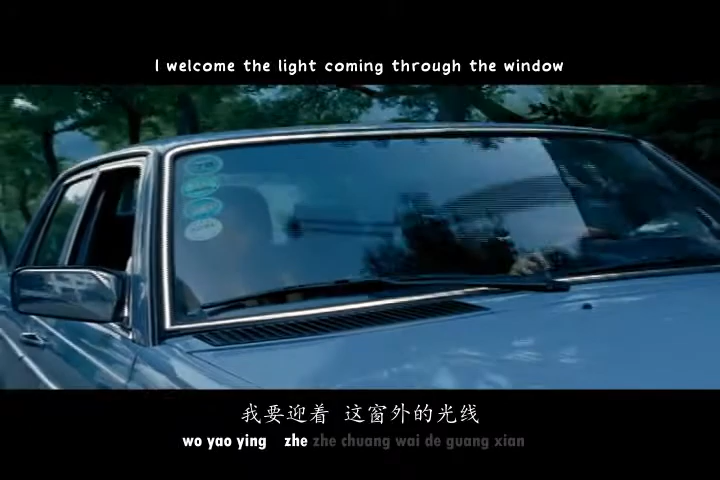 I welcome the light coming through the window
我要迎着 这窗外的光线
wo yao ying zhe zhe chuang wai de guang xian